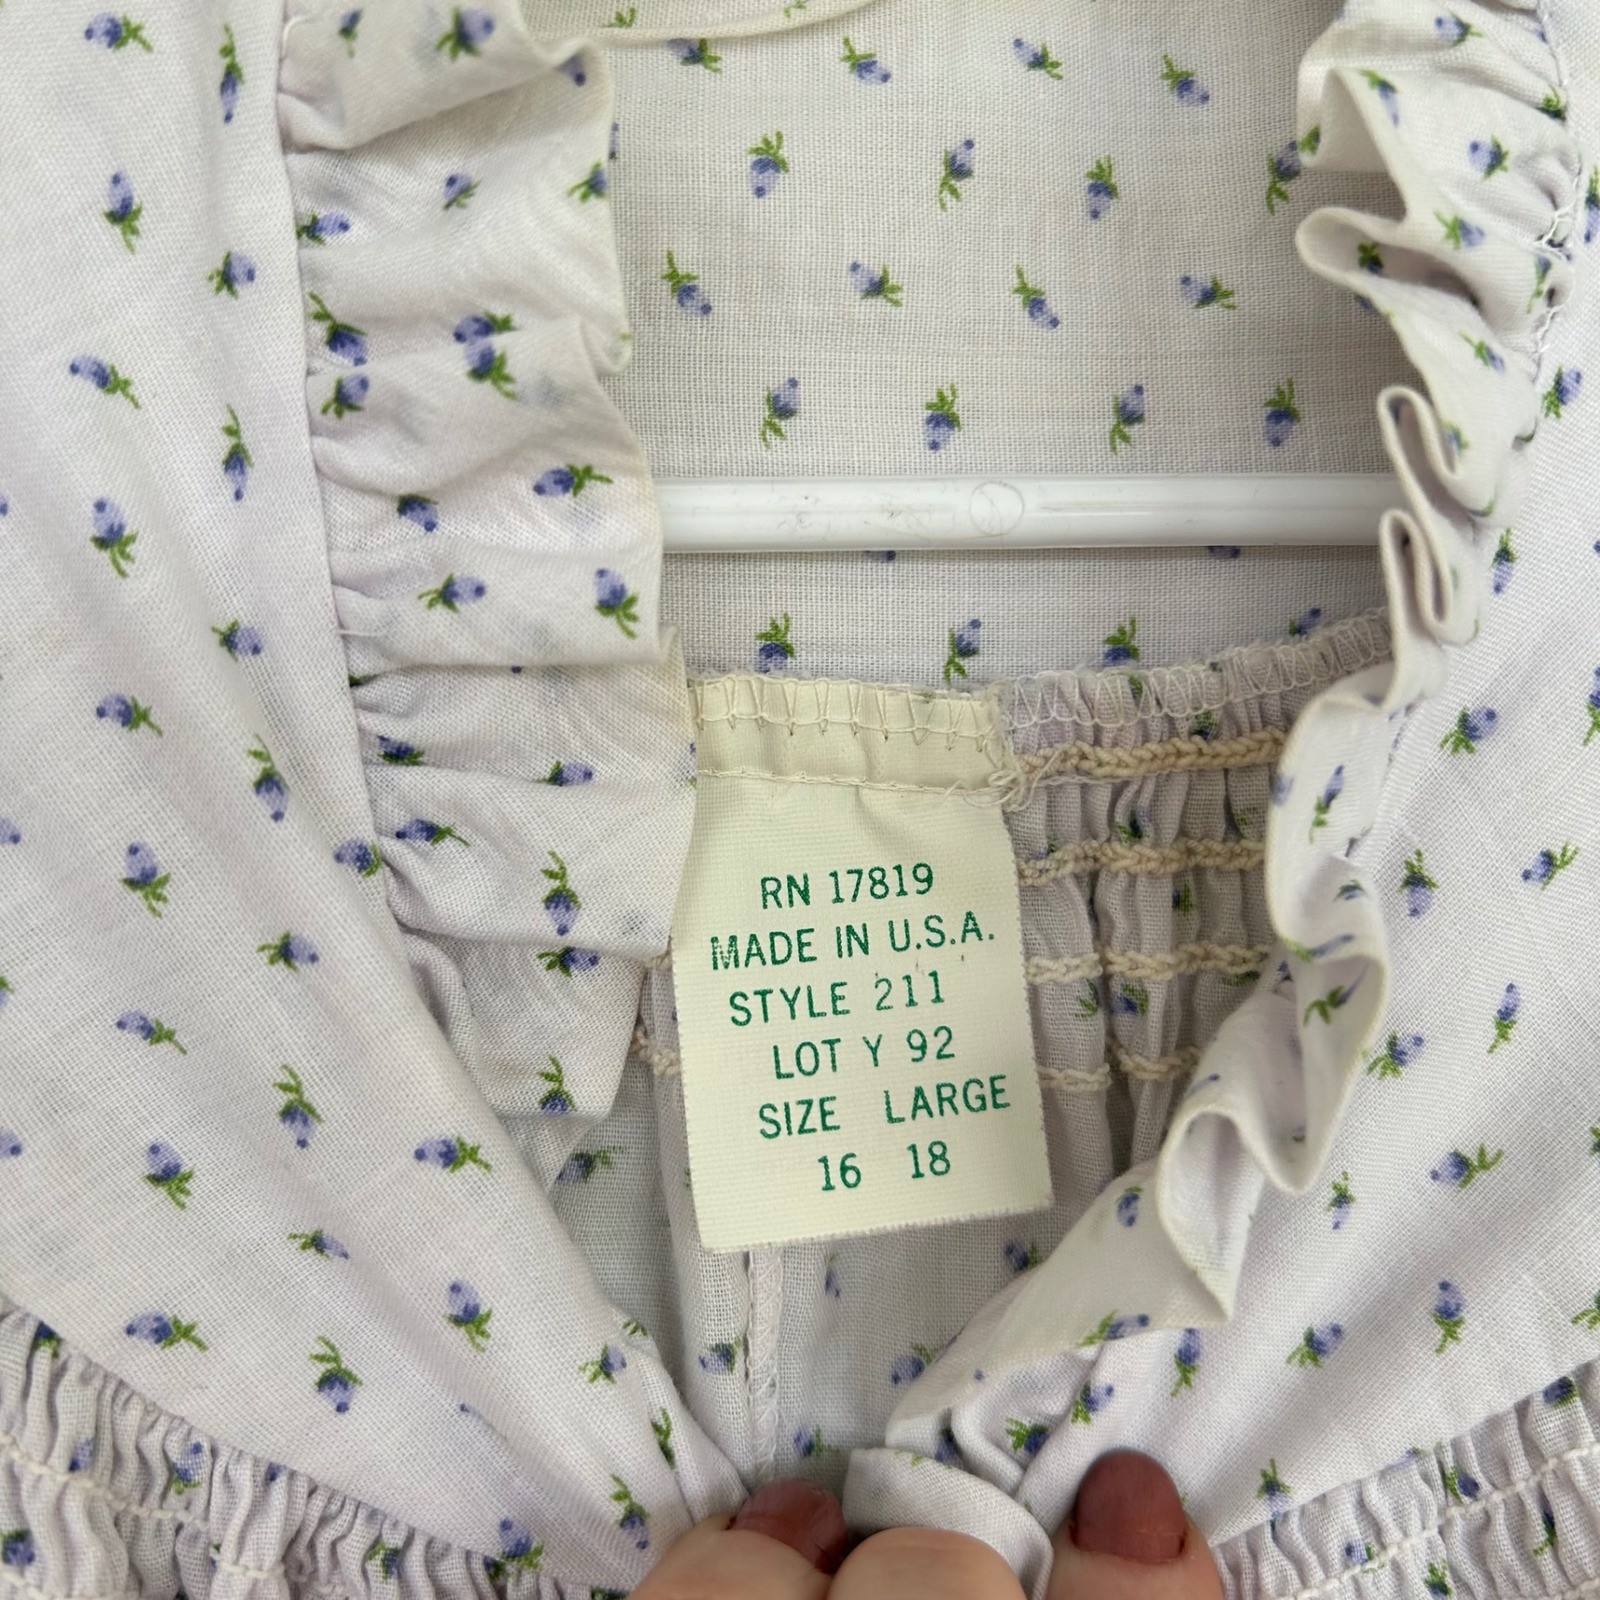 RN 17819
MADE IN U.S.A.
STYLE 211
LOT Y 92
SIZE LARGE
16 18